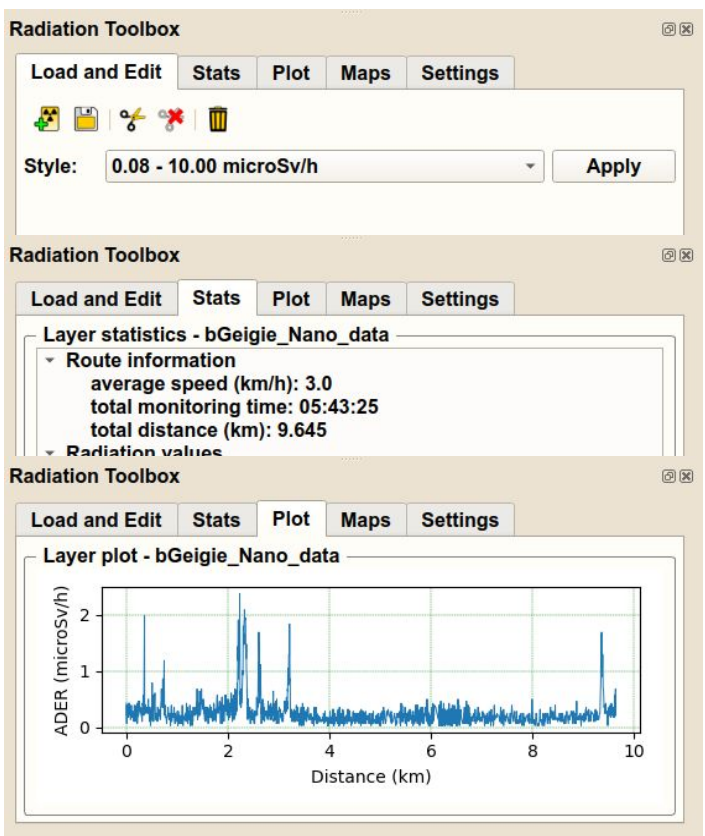 Radiation Toolbox
Load and Edit Stats Plot Maps Settings
Style: 0.08 - 10.00 microSv/h Apply
Radiation Toolbox
Load and Edit Stats Plot Maps Settings
Layer statistics - bGeigie_Nano_data
Route information
average speed (km/h): 3.0
total monitoring time: 05:43:25
total distance (km): 9.645
Radiation values
Radiation Toolbox
Load and Edit Stats Plot Maps Settings
Layer plot - bGeigie_Nano_data
ADER (microSv/h)
2
1
0
0 2 4 6 8 10
Distance (km)